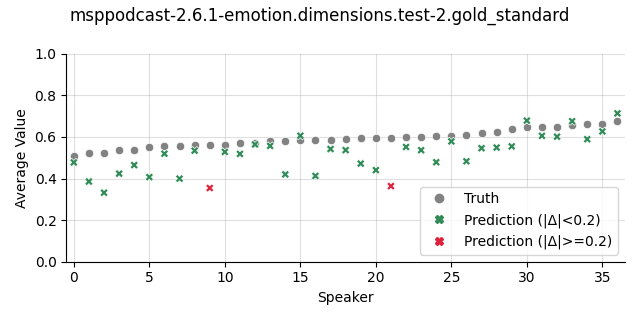 msppodcast-2.6.1-emotion.dimensions.test-2.gold_standard
1.0
0.8
0.6
0.4
0.2
0.0
Average Value
Truth
Prediction (|Δ|<0.2)
Prediction (|Δ|>=0.2)
0 5 10 15 20 25 30 35
Speaker